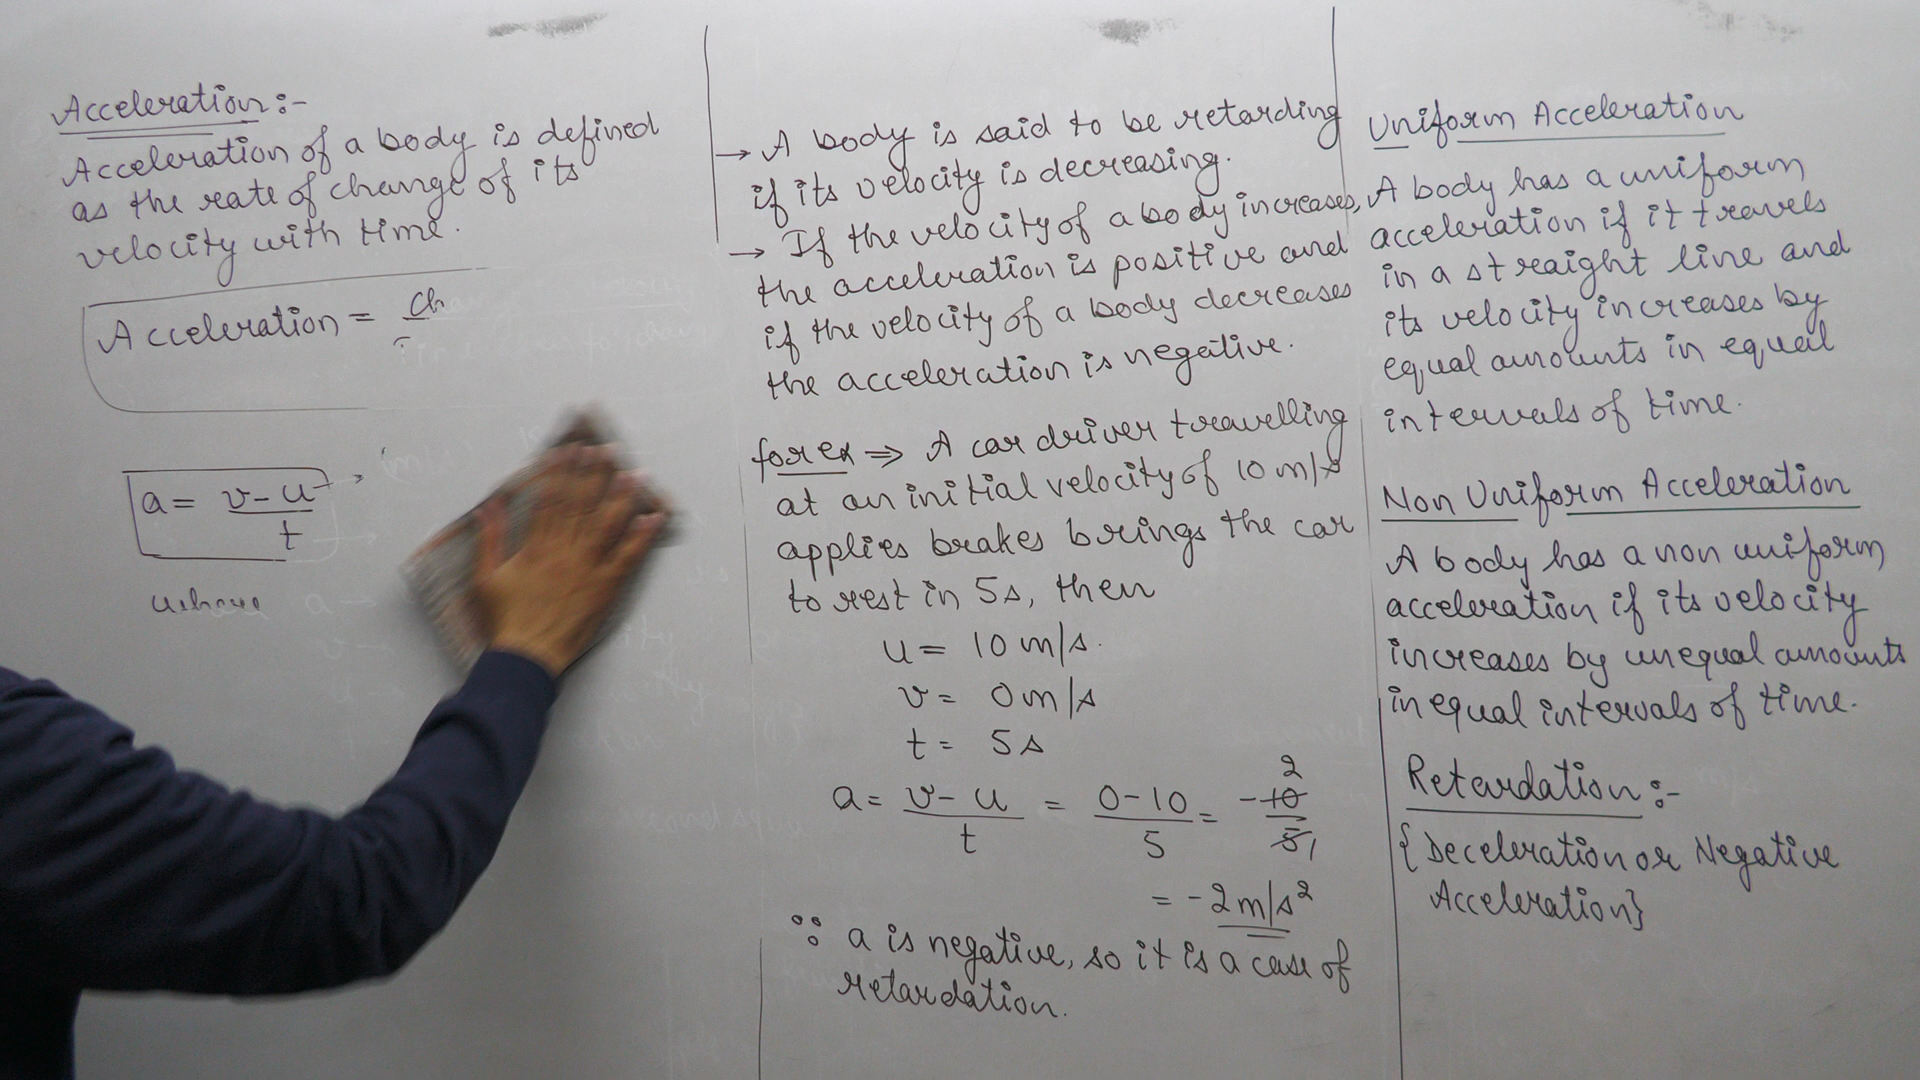 Acceleration:-
Acceleration of a body is defined
as the rate of change of its
velocity with time.
Acceleration =
a = v-u
t
where
→ A body is said to be retarding
if its velocity is decreasing.
→ If the velocity of a body increases,
the acceleration is positive and
if the velocity of a body decreases
the acceleration is negative.
for ex ⇒ A car driver travelling
at an initial velocity of 10 m/s
applies brakes brings the car
to rest in 5s, then
u = 10 m/s.
v = 0 m/s
t = 5s
2
a = v-u = 0-10 = -10
t 5 5 1
= -2m/s²
∵ a is negative, so it is a case of
retardation.
Uniform Acceleration
A body has a uniform
acceleration if it travels
in a straight line and
its velocity increases by
equal amounts in equal
intervals of time.
Non Uniform Acceleration
A body has a non uniform
acceleration if its velocity
increases by unequal amounts
in equal intervals of time.
Retardation:-
{Deceleration or Negative
Acceleration}